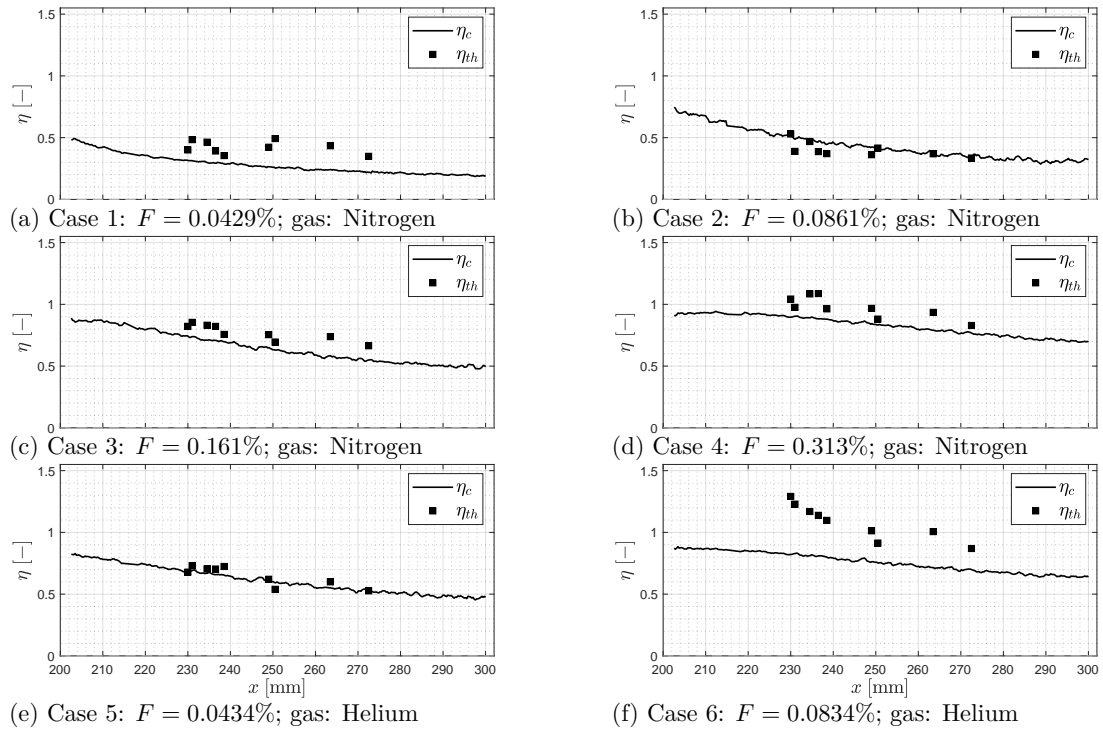 1.5
1
0.5
0
η [−]
η_c
η_th
(a) Case 1: F = 0.0429%; gas: Nitrogen
1.5
1
0.5
0
η [−]
η_c
η_th
(b) Case 2: F = 0.0861%; gas: Nitrogen
1.5
1
0.5
0
η [−]
η_c
η_th
(c) Case 3: F = 0.161%; gas: Nitrogen
1.5
1
0.5
0
η [−]
η_c
η_th
(d) Case 4: F = 0.313%; gas: Nitrogen
1.5
1
0.5
0
η [−]
η_c
η_th
200 210 220 230 240 250 260 270 280 290 300
x [mm]
(e) Case 5: F = 0.0434%; gas: Helium
1.5
1
0.5
0
η [−]
η_c
η_th
200 210 220 230 240 250 260 270 280 290 300
x [mm]
(f) Case 6: F = 0.0834%; gas: Helium